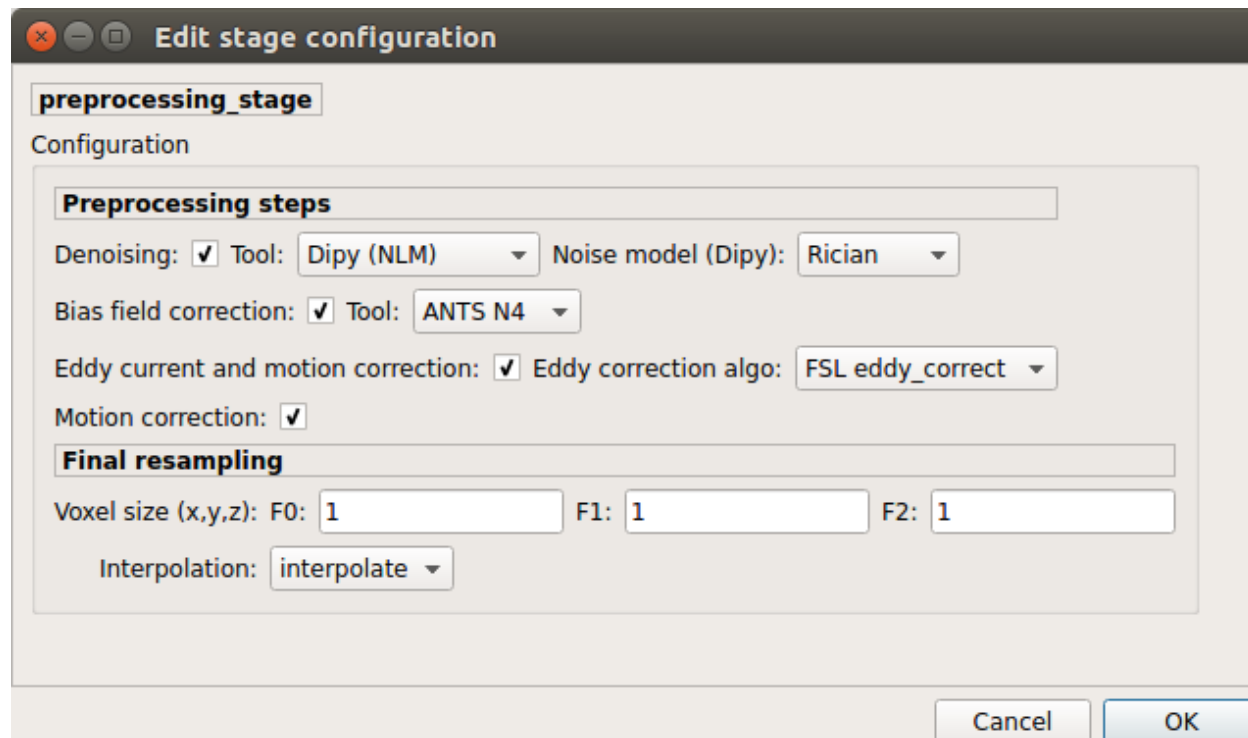 Edit stage configuration
preprocessing_stage
Configuration
Preprocessing steps
Denoising: Tool: Dipy (NLM) Noise model (Dipy): Rician
Bias field correction: Tool: ANTS N4
Eddy current and motion correction: Eddy correction algo: FSL eddy_correct
Motion correction:
Final resampling
Voxel size (x,y,z): F0: 1 F1: 1 F2: 1
Interpolation: interpolate
Cancel OK